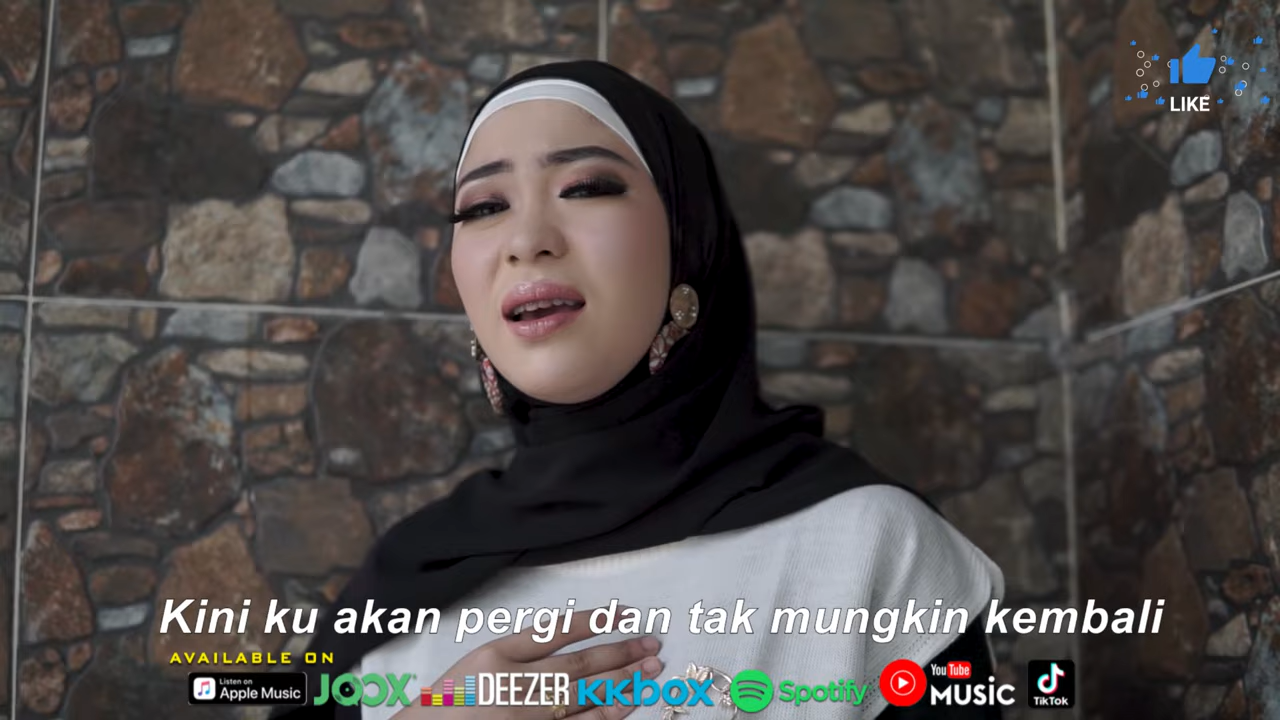 LIKE
Kini ku akan pergi dan tak mungkin kembali
AVAILABLE ON
Listen on Apple Music JOOX DEEZER KKBOX Spotify YouTube MUSIC TikTok